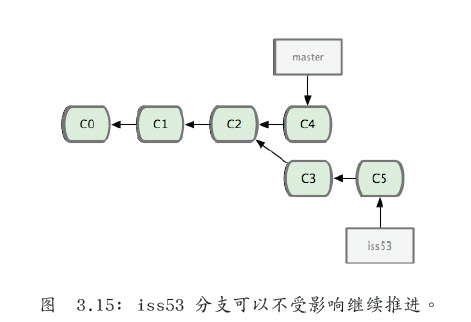 master
C0 C1 C2 C4
C3 C5
iss53
图 3.15: iss53 分支可以不受影响继续推进。